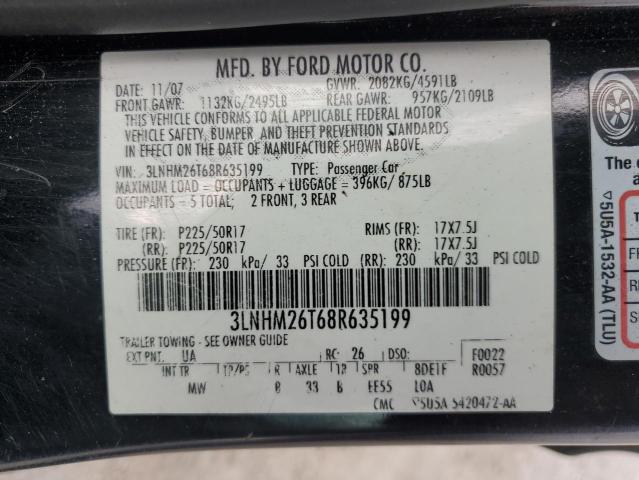 MFD. BY FORD MOTOR CO.
DATE: 11/07 GVWR: 2082KG/4591LB
FRONT GAWR: 1132KG/2495LB REAR GAWR: 957KG/2109LB
THIS VEHICLE CONFORMS TO ALL APPLICABLE FEDERAL MOTOR
VEHICLE SAFETY, BUMPER, AND THEFT PREVENTION STANDARDS
IN EFFECT ON THE DATE OF MANUFACTURE SHOWN ABOVE.
VIN: 3LNHM26T68R635199 TYPE: Passenger Car
MAXIMUM LOAD = OCCUPANTS + LUGGAGE = 396KG/ 875LB
OCCUPANTS = 5 TOTAL; 2 FRONT, 3 REAR
TIRE (FR): P225/50R17 RIMS (FR): 17X7.5J
(RR): P225/50R17 (RR): 17X7.5J
PRESSURE (FR): 230 kPa/ 33 PSI COLD (RR): 230 kPa/ 33 PSI COLD
3LNHM26T68R635199
TRAILER TOWING - SEE OWNER GUIDE
EXT PNT: UA RC: 26 DSO: F0022
INT TR TP/PS R AXLE TR SPR 8DE1F R0057
MW 33 B EE55
CMC 5U5A 5420472-AA
5U5A-1532-AA (TLU)